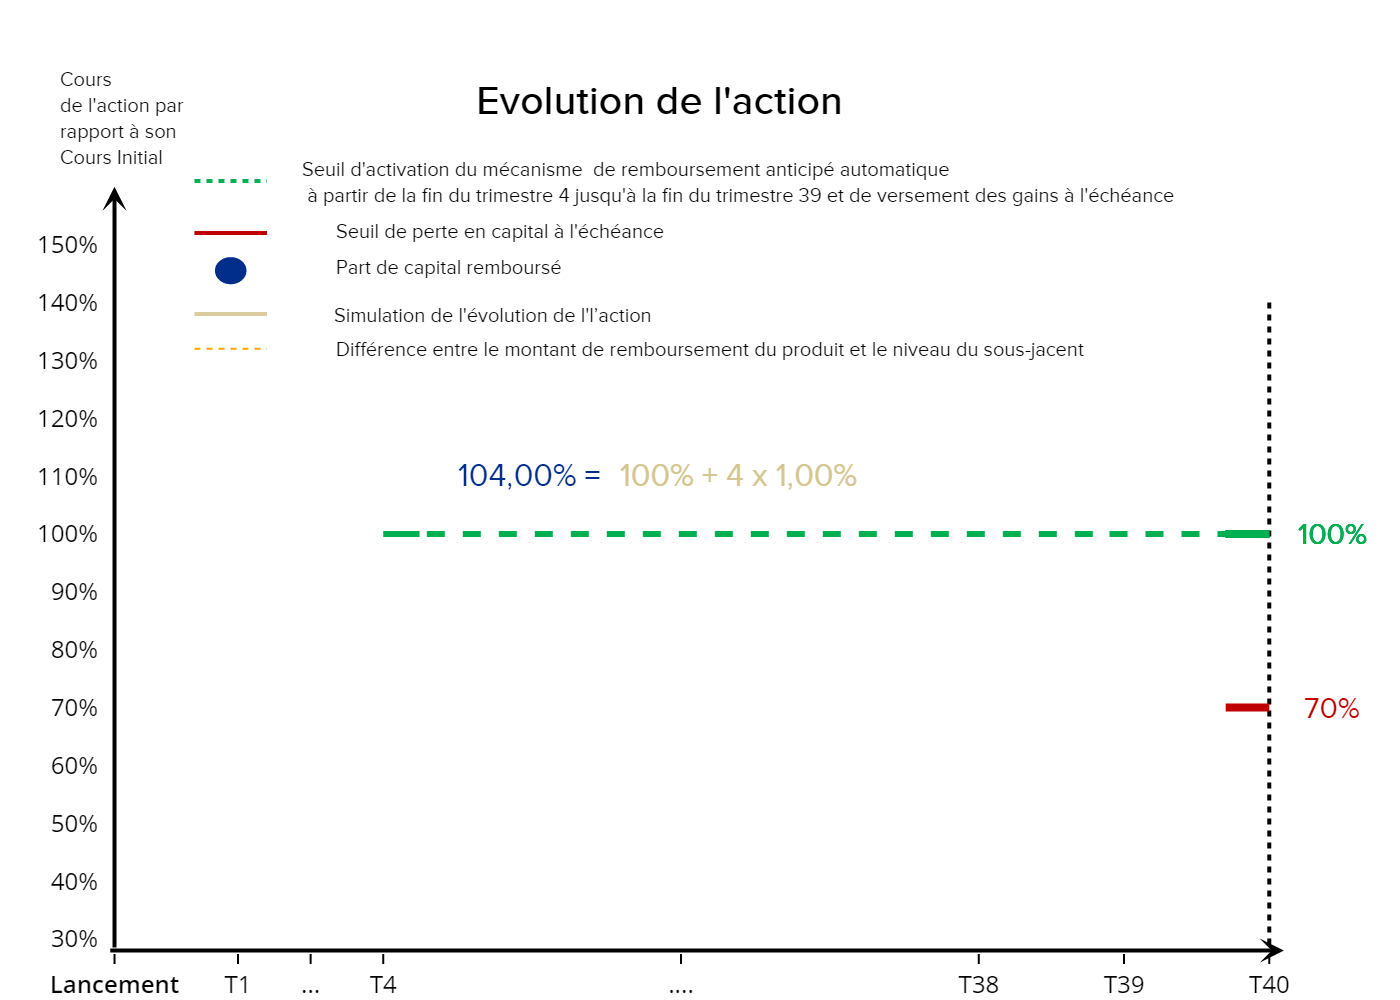 Cours
de l'action par
rapport à son
Cours Initial
Evolution de l'action
Seuil d'activation du mécanisme  de remboursement anticipé automatique
à partir de la fin du trimestre 4 jusqu'à la fin du trimestre 39 et de versement des gains à l'échéance
Seuil de perte en capital à l'échéance
Part de capital remboursé
Simulation de l'évolution de l'l’action
Différence entre le montant de remboursement du produit et le niveau du sous-jacent
150%
140%
130%
120%
110%
104,00% = 100% + 4 x 1,00%
100%
100%
90%
80%
70%
70%
60%
50%
40%
30%
Lancement T1 ... T4 .... T38 T39 T40